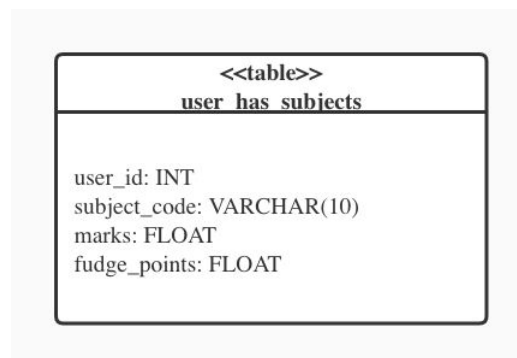 <<table>>
user_has_subjects
user_id: INT
subject_code: VARCHAR(10)
marks: FLOAT
fudge_points: FLOAT